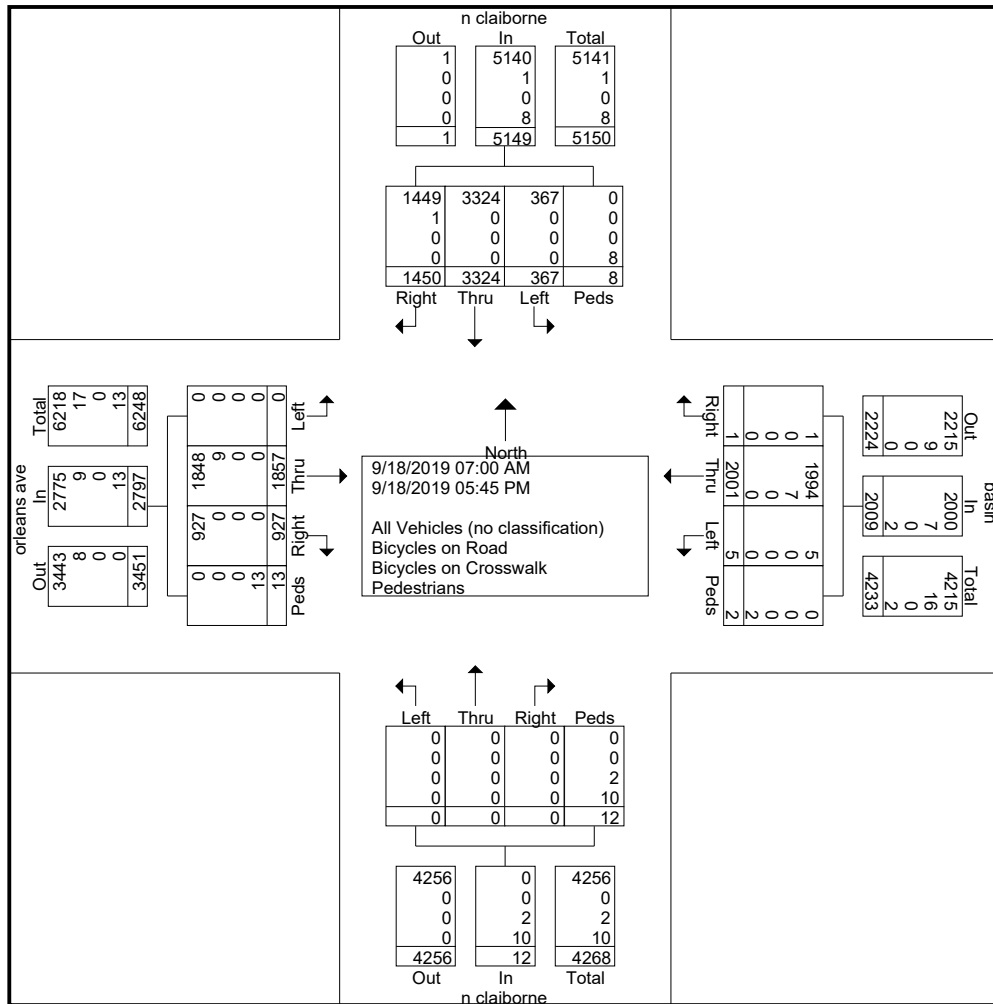 n claiborne
Out In Total
1 5140 5141
0 1 1
0 0 0
0 8 8
1 5149 5150
1449 3324 367 0
1 0 0 0
0 0 0 0
0 0 0 8
1450 3324 367 8
Right Thru Left Peds
orleans ave
Out In Total
3443 2775 6218
8 9 17
0 0 0
0 13 13
3451 2797 6248
0 927 1848 0
0 0 9 0
0 0 0 0
13 0 0 0
13 927 1857 0
Peds Right Thru Left
North
9/18/2019 07:00 AM
9/18/2019 05:45 PM
All Vehicles (no classification)
Bicycles on Road
Bicycles on Crosswalk
Pedestrians
basin
Out In Total
2215 2000 4215
9 7 16
0 0 0
0 2 2
2224 2009 4233
1 1994 5 0
0 7 0 0
0 0 0 0
0 0 0 2
1 2001 5 2
Right Thru Left Peds
Left Thru Right Peds
0 0 0 0
0 0 0 0
0 0 0 2
0 0 0 10
0 0 0 12
4256 0 4256
0 0 0
0 2 2
0 10 10
4256 12 4268
Out In Total
n claiborne